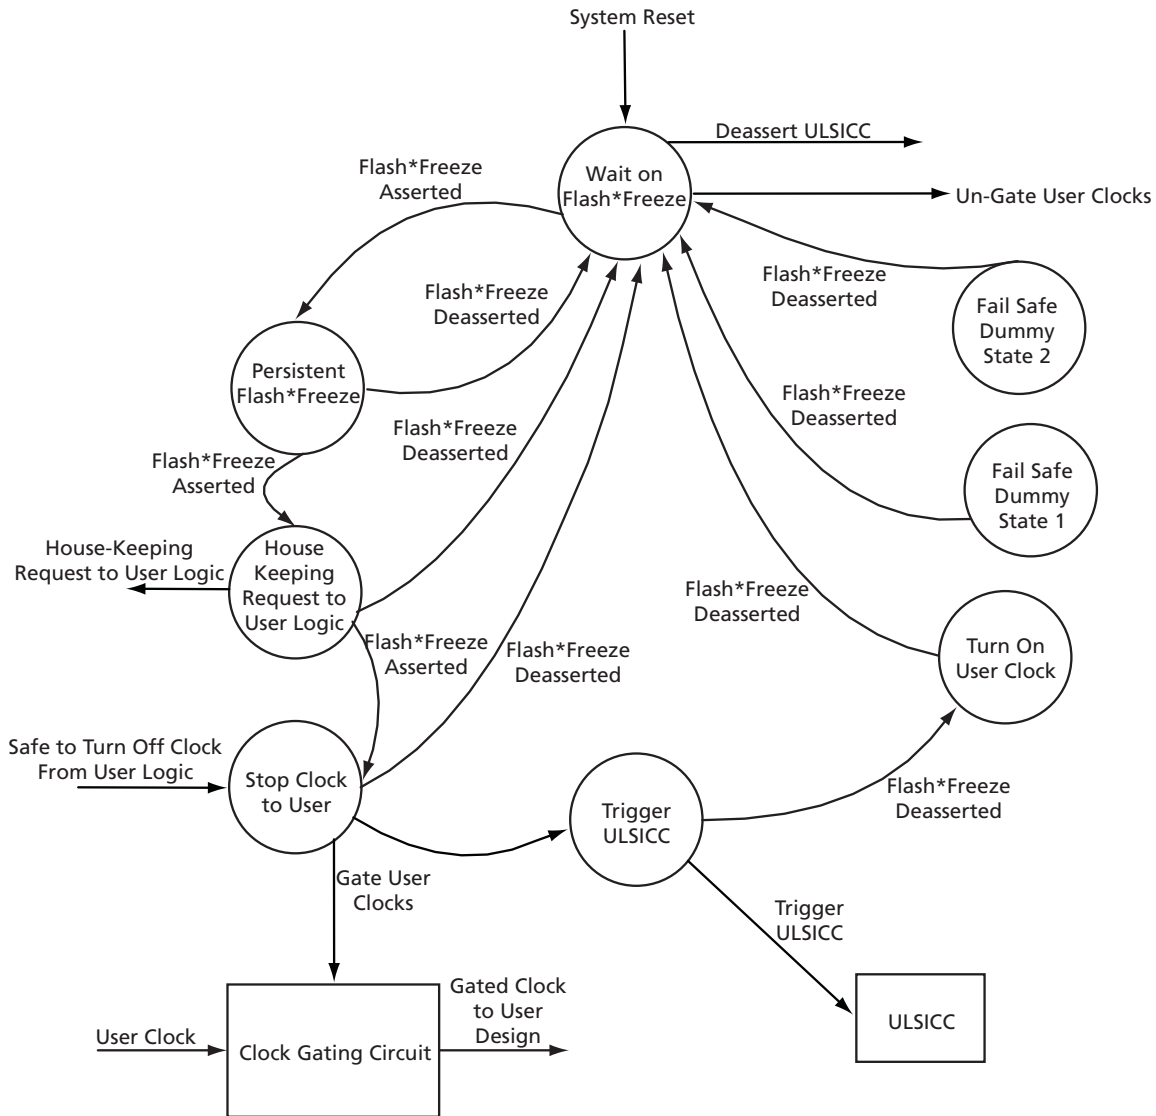 System Reset
Deassert ULSICC
Wait on
Flash*Freeze
Un-Gate User Clocks
Flash*Freeze
Asserted
Flash*Freeze
Deasserted
Flash*Freeze
Deasserted
Fail Safe
Dummy
State 2
Persistent
Flash*Freeze
Flash*Freeze
Deasserted
Flash*Freeze
Deasserted
Flash*Freeze
Asserted
Fail Safe
Dummy
State 1
House-Keeping
Request to User Logic
House
Keeping
Request to
User Logic
Flash*Freeze
Asserted
Flash*Freeze
Deasserted
Flash*Freeze
Deasserted
Turn On
User Clock
Safe to Turn Off Clock
From User Logic
Stop Clock
to User
Trigger
ULSICC
Flash*Freeze
Deasserted
Gate User
Clocks
Trigger
ULSICC
User Clock
Clock Gating Circuit
Gated Clock
to User
Design
ULSICC